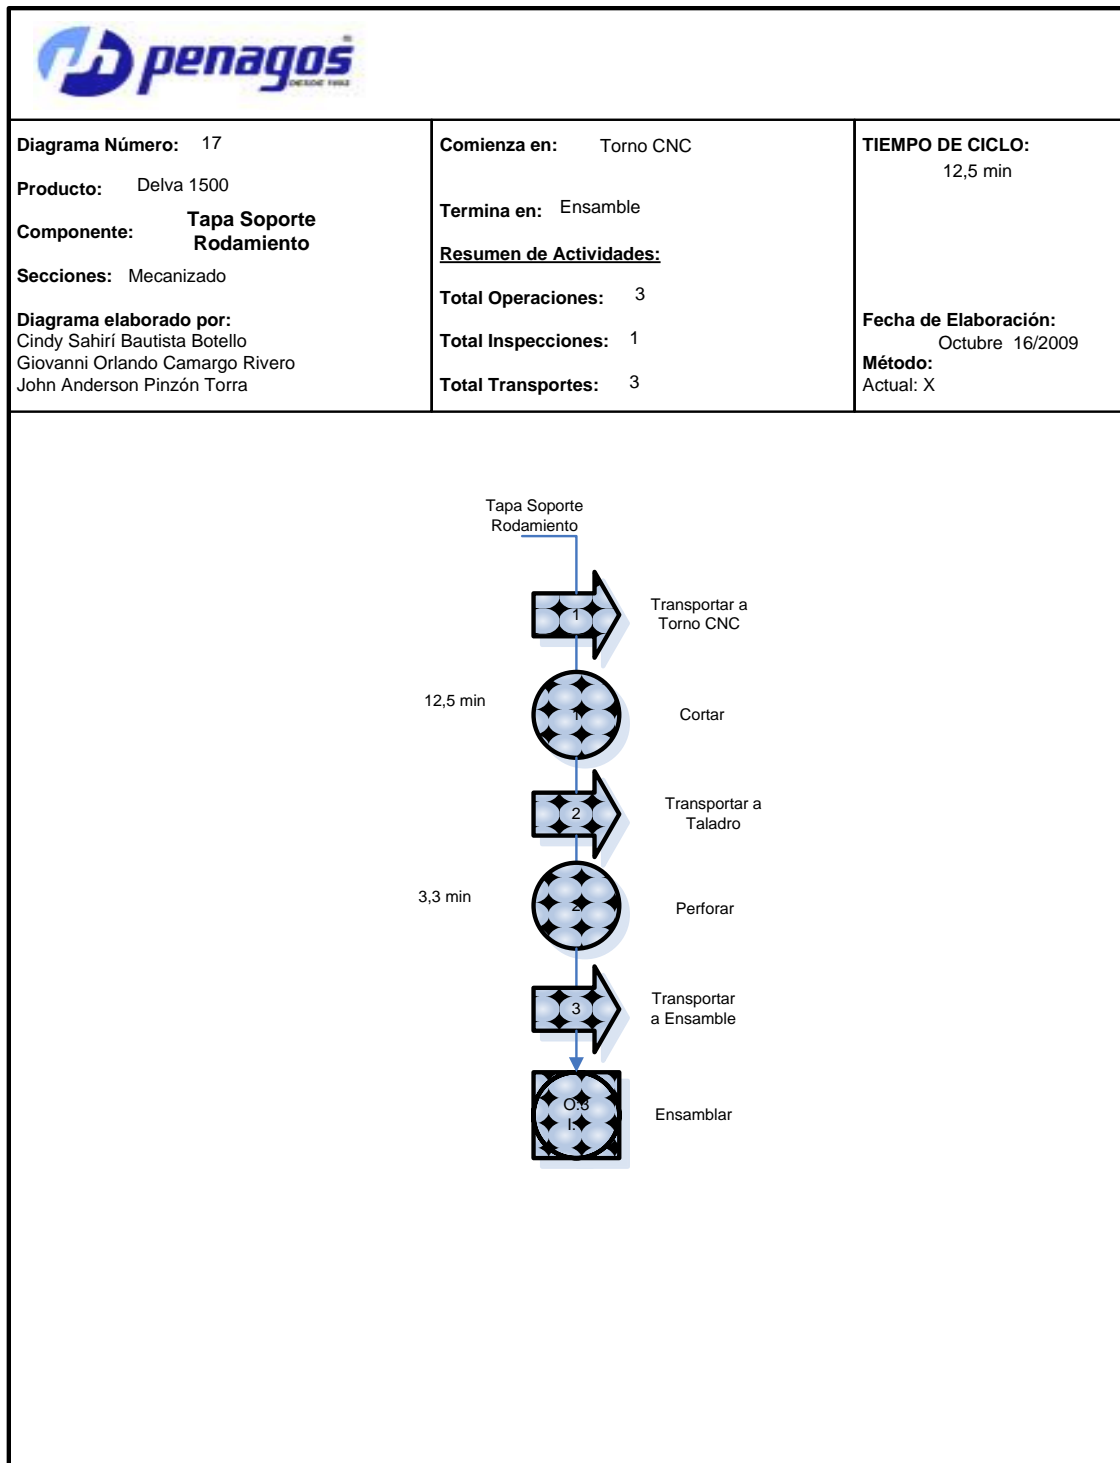 penagos
DESDE 1892
Diagrama Número: 17
Producto: Delva 1500
Componente: Tapa Soporte
Rodamiento
Secciones: Mecanizado
Diagrama elaborado por:
Cindy Sahirí Bautista Botello
Giovanni Orlando Camargo Rivero
John Anderson Pinzón Torra
Comienza en: Torno CNC
Termina en: Ensamble
Resumen de Actividades:
Total Operaciones: 3
Total Inspecciones: 1
Total Transportes: 3
TIEMPO DE CICLO:
12,5 min
Fecha de Elaboración:
Octubre 16/2009
Método:
Actual: X
Tapa Soporte
Rodamiento
1
Transportar a
Torno CNC
12,5 min
1
Cortar
2
Transportar a
Taladro
3,3 min
2
Perforar
3
Transportar
a Ensamble
O:3
I:
Ensamblar